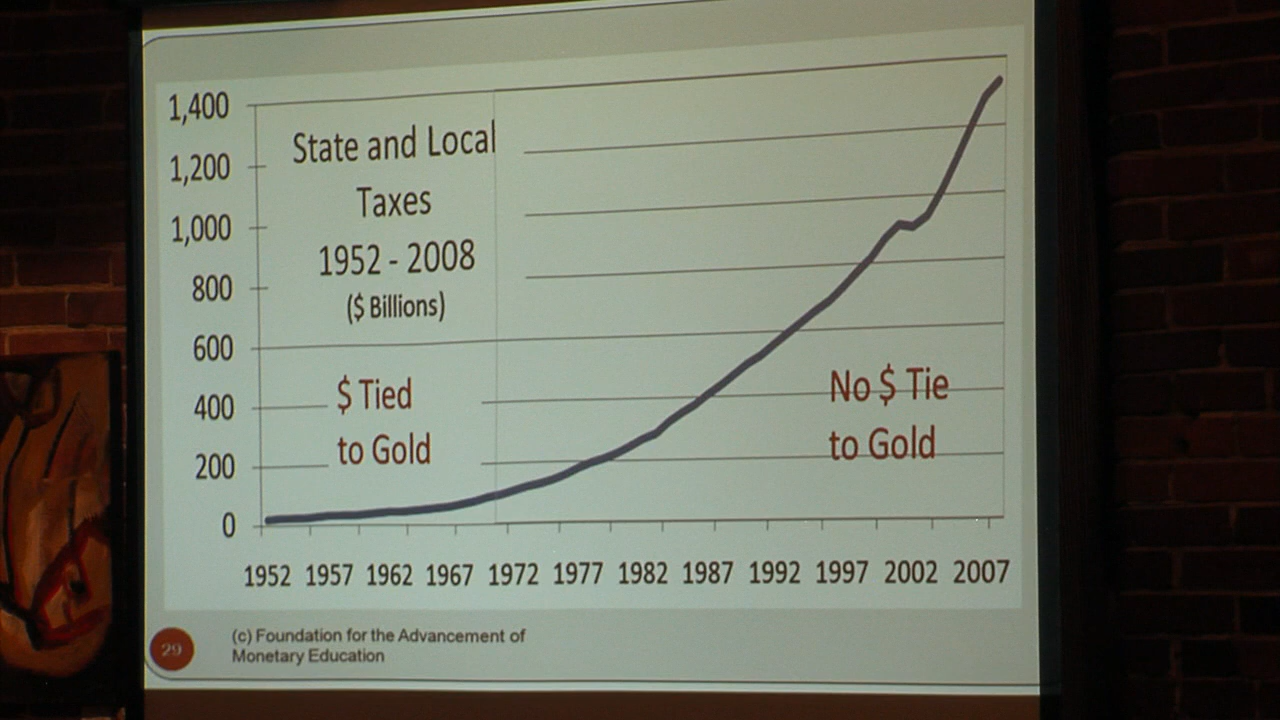 1,400
1,200
1,000
800
600
400
200
0
State and Local
Taxes
1952 - 2008
($ Billions)
$ Tied
to Gold
No $ Tie
to Gold
1952 1957 1962 1967 1972 1977 1982 1987 1992 1997 2002 2007
29
(c) Foundation for the Advancement of
Monetary Education